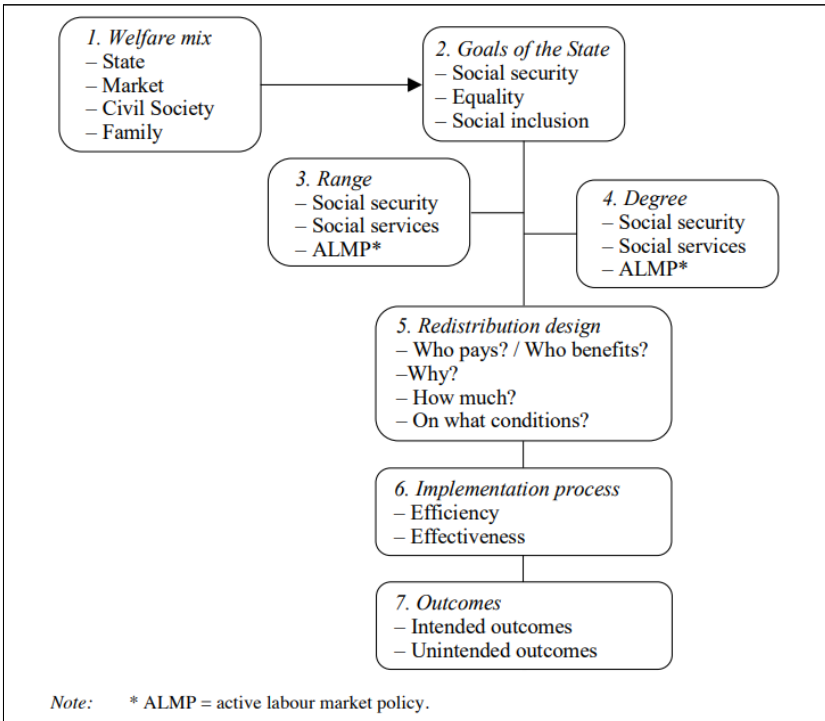 1. Welfare mix
– State
– Market
– Civil Society
– Family
2. Goals of the State
– Social security
– Equality
– Social inclusion
3. Range
– Social security
– Social services
– ALMP*
4. Degree
– Social security
– Social services
– ALMP*
5. Redistribution design
– Who pays? / Who benefits?
–Why?
– How much?
– On what conditions?
6. Implementation process
– Efficiency
– Effectiveness
7. Outcomes
– Intended outcomes
– Unintended outcomes
Note: * ALMP = active labour market policy.